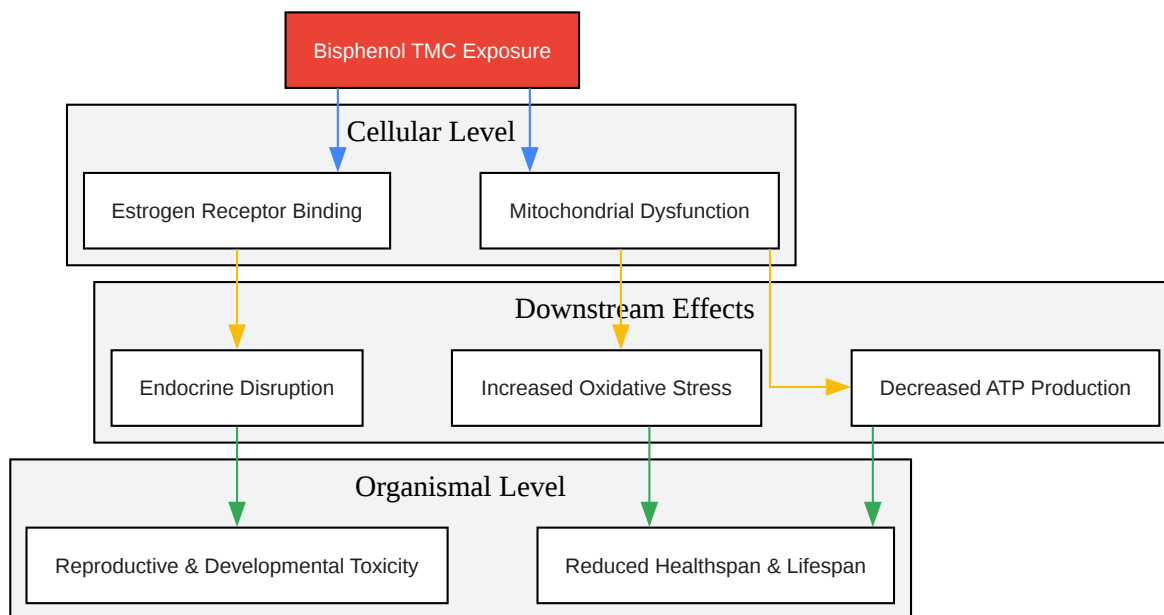 Bisphenol TMC Exposure
Cellular Level
Estrogen Receptor Binding
Mitochondrial Dysfunction
Downstream Effects
Endocrine Disruption
Increased Oxidative Stress
Decreased ATP Production
Organismal Level
Reproductive & Developmental Toxicity
Reduced Healthspan & Lifespan